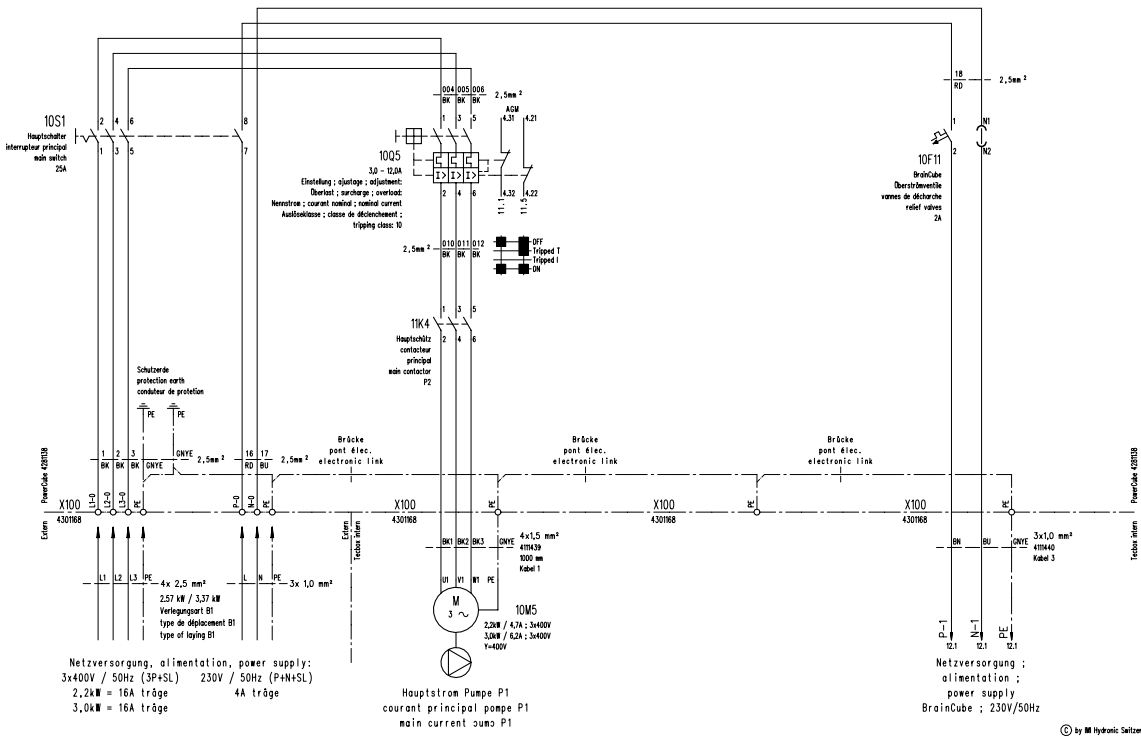 18
RD
2,5mm²
004 005 006
BK BK BK
2,5mm²
AGM
4.31 4.21
10S1
Hauptschalter
interrupteur principal
main switch
25A
2 4 6
1 3 5
8
7
1 3 5
10Q5
3,0 - 12,0A
Einstellung ; ajustage ; adjustment:
Überlast ; surcharge ; overload:
Nennstrom ; courant nominal ; nominal current
Auslöseklasse ; classe de déclenchement ;
tripping class: 10
I> I> I>
2 4 6
4.32 4.22
11.1 11.5
1 N1
2 N2
10F11
BrainCube
Überströmventile
vannes de décharche
relief valves
2A
2,5mm²
010 011 012
BK BK BK
OFF
Tripped T
Tripped I
ON
1 3 5
11K4
2 4 6
Hauptschütz
contacteur
principal
main contactor
P2
Schutzerde
protection earth
conduteur de protetion
PE PE
1 2 3
BK BK BK GNYE GNYE
2,5mm²
16 17
RD BU
2,5mm²
Brücke
pont élec.
electronic link
Brücke
pont élec.
electronic link
Brücke
pont élec.
electronic link
PowerCube 4281138
PowerCube 4281138
X100
4301168
L1-0 L2-0 L3-0 PE
P-0 N-0 PE
X100
4301168
PE
X100
4301168
PE
X100
4301168
PE
Extern
Extern
Tecbox intern
Tecbox intern
BK1 BK2 BK3 GNYE
4x1,5 mm²
4111439
1000 mm
Kabel 1
BN BU GNYE
3x1,0 mm²
4111440
Kabel 3
L1 L2 L3 PE
4x 2,5 mm²
2.57 kW / 3,37 kW
Verlegungsart B1
type de déplacement B1
type of laying B1
L N PE
3x 1,0 mm²
U1 V1 W1 PE
M
3 ~
10M5
2,2kW / 4,7A ; 3x400V
3,0kW / 6,2A ; 3x400V
Y=400V
P-1 N-1 PE
12.1 12.1 12.1
Netzversorgung, alimentation, power supply:
3x400V / 50Hz (3P+SL) 230V / 50Hz (P+N+SL)
2,2kW = 16A träge 4A träge
3,0kW = 16A träge
Hauptstrom Pumpe P1
courant principal pompe P1
main current pump P1
Netzversorgung ;
alimentation ;
power supply
BrainCube ; 230V/50Hz
© by IMI Hydronic Switzer